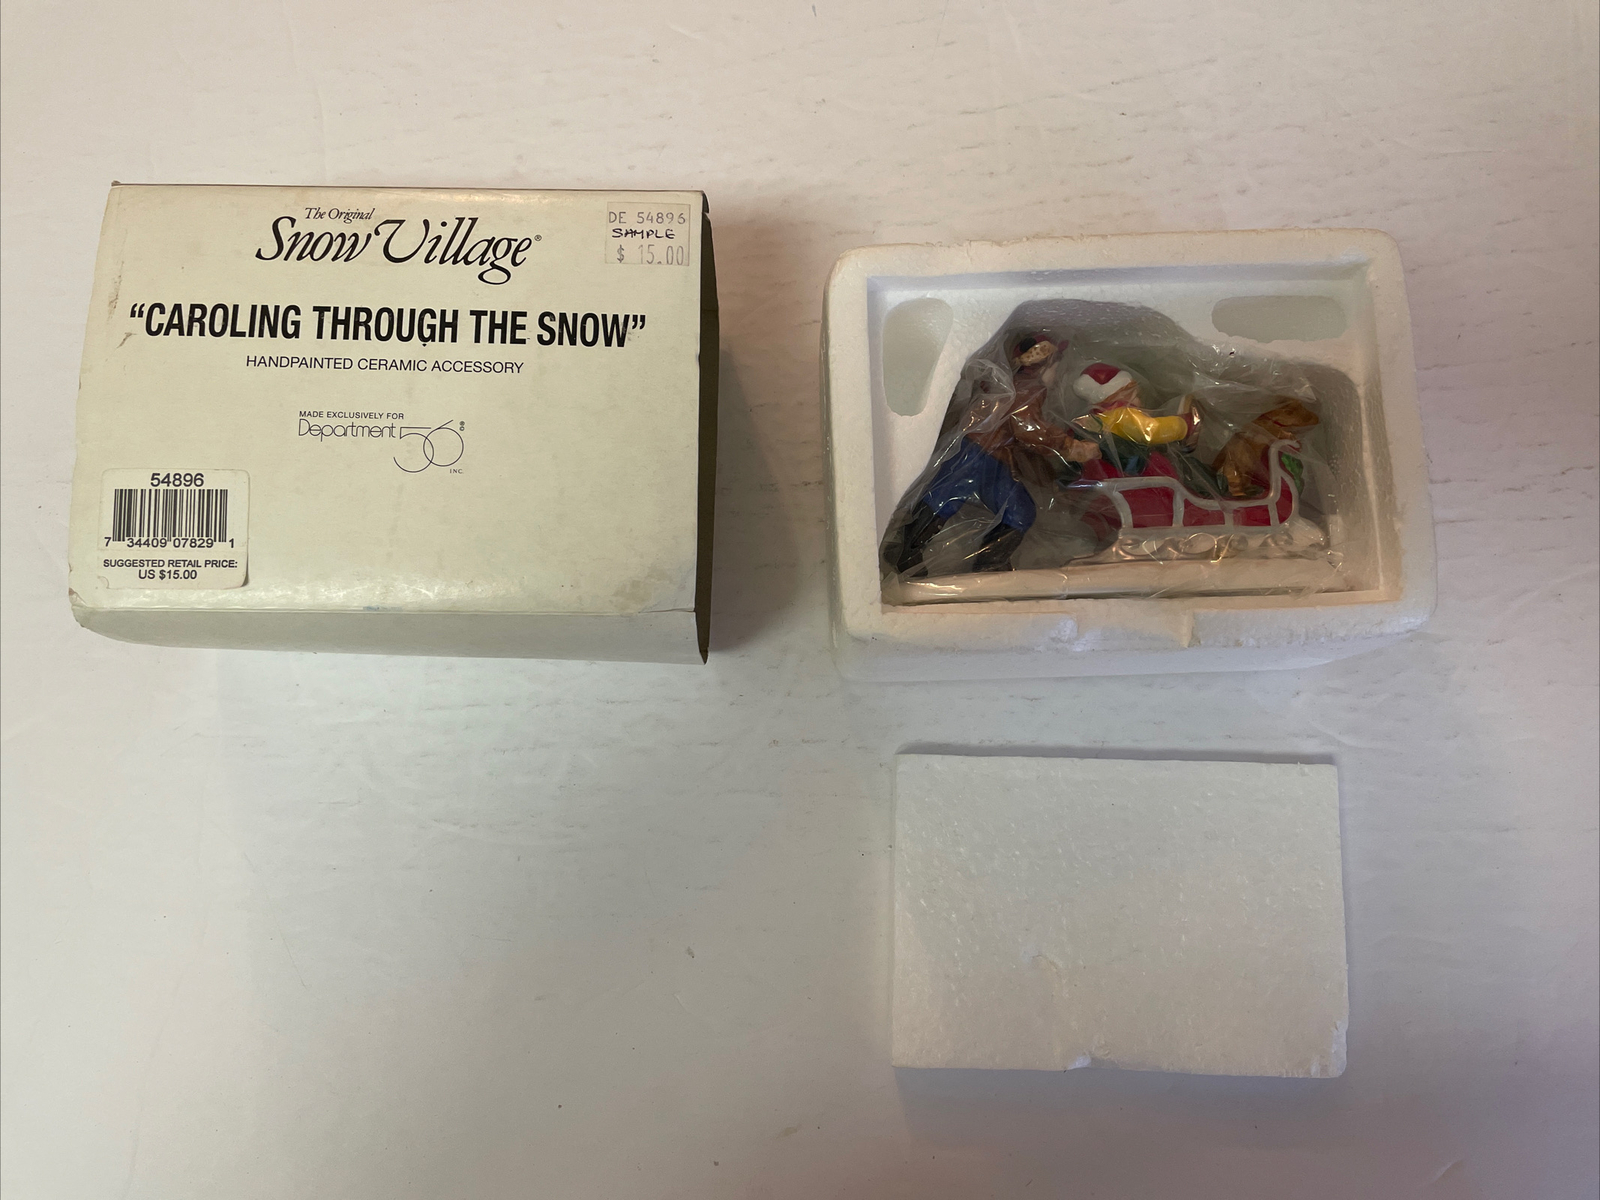 The Original
Snow Village®
DE 54896
SAMPLE
$ 15.00
“CAROLING THROUGH THE SNOW”
HANDPAINTED CERAMIC ACCESSORY
MADE EXCLUSIVELY FOR
Department 56®
INC.
54896
7 34409 07829 1
SUGGESTED RETAIL PRICE:
US $15.00